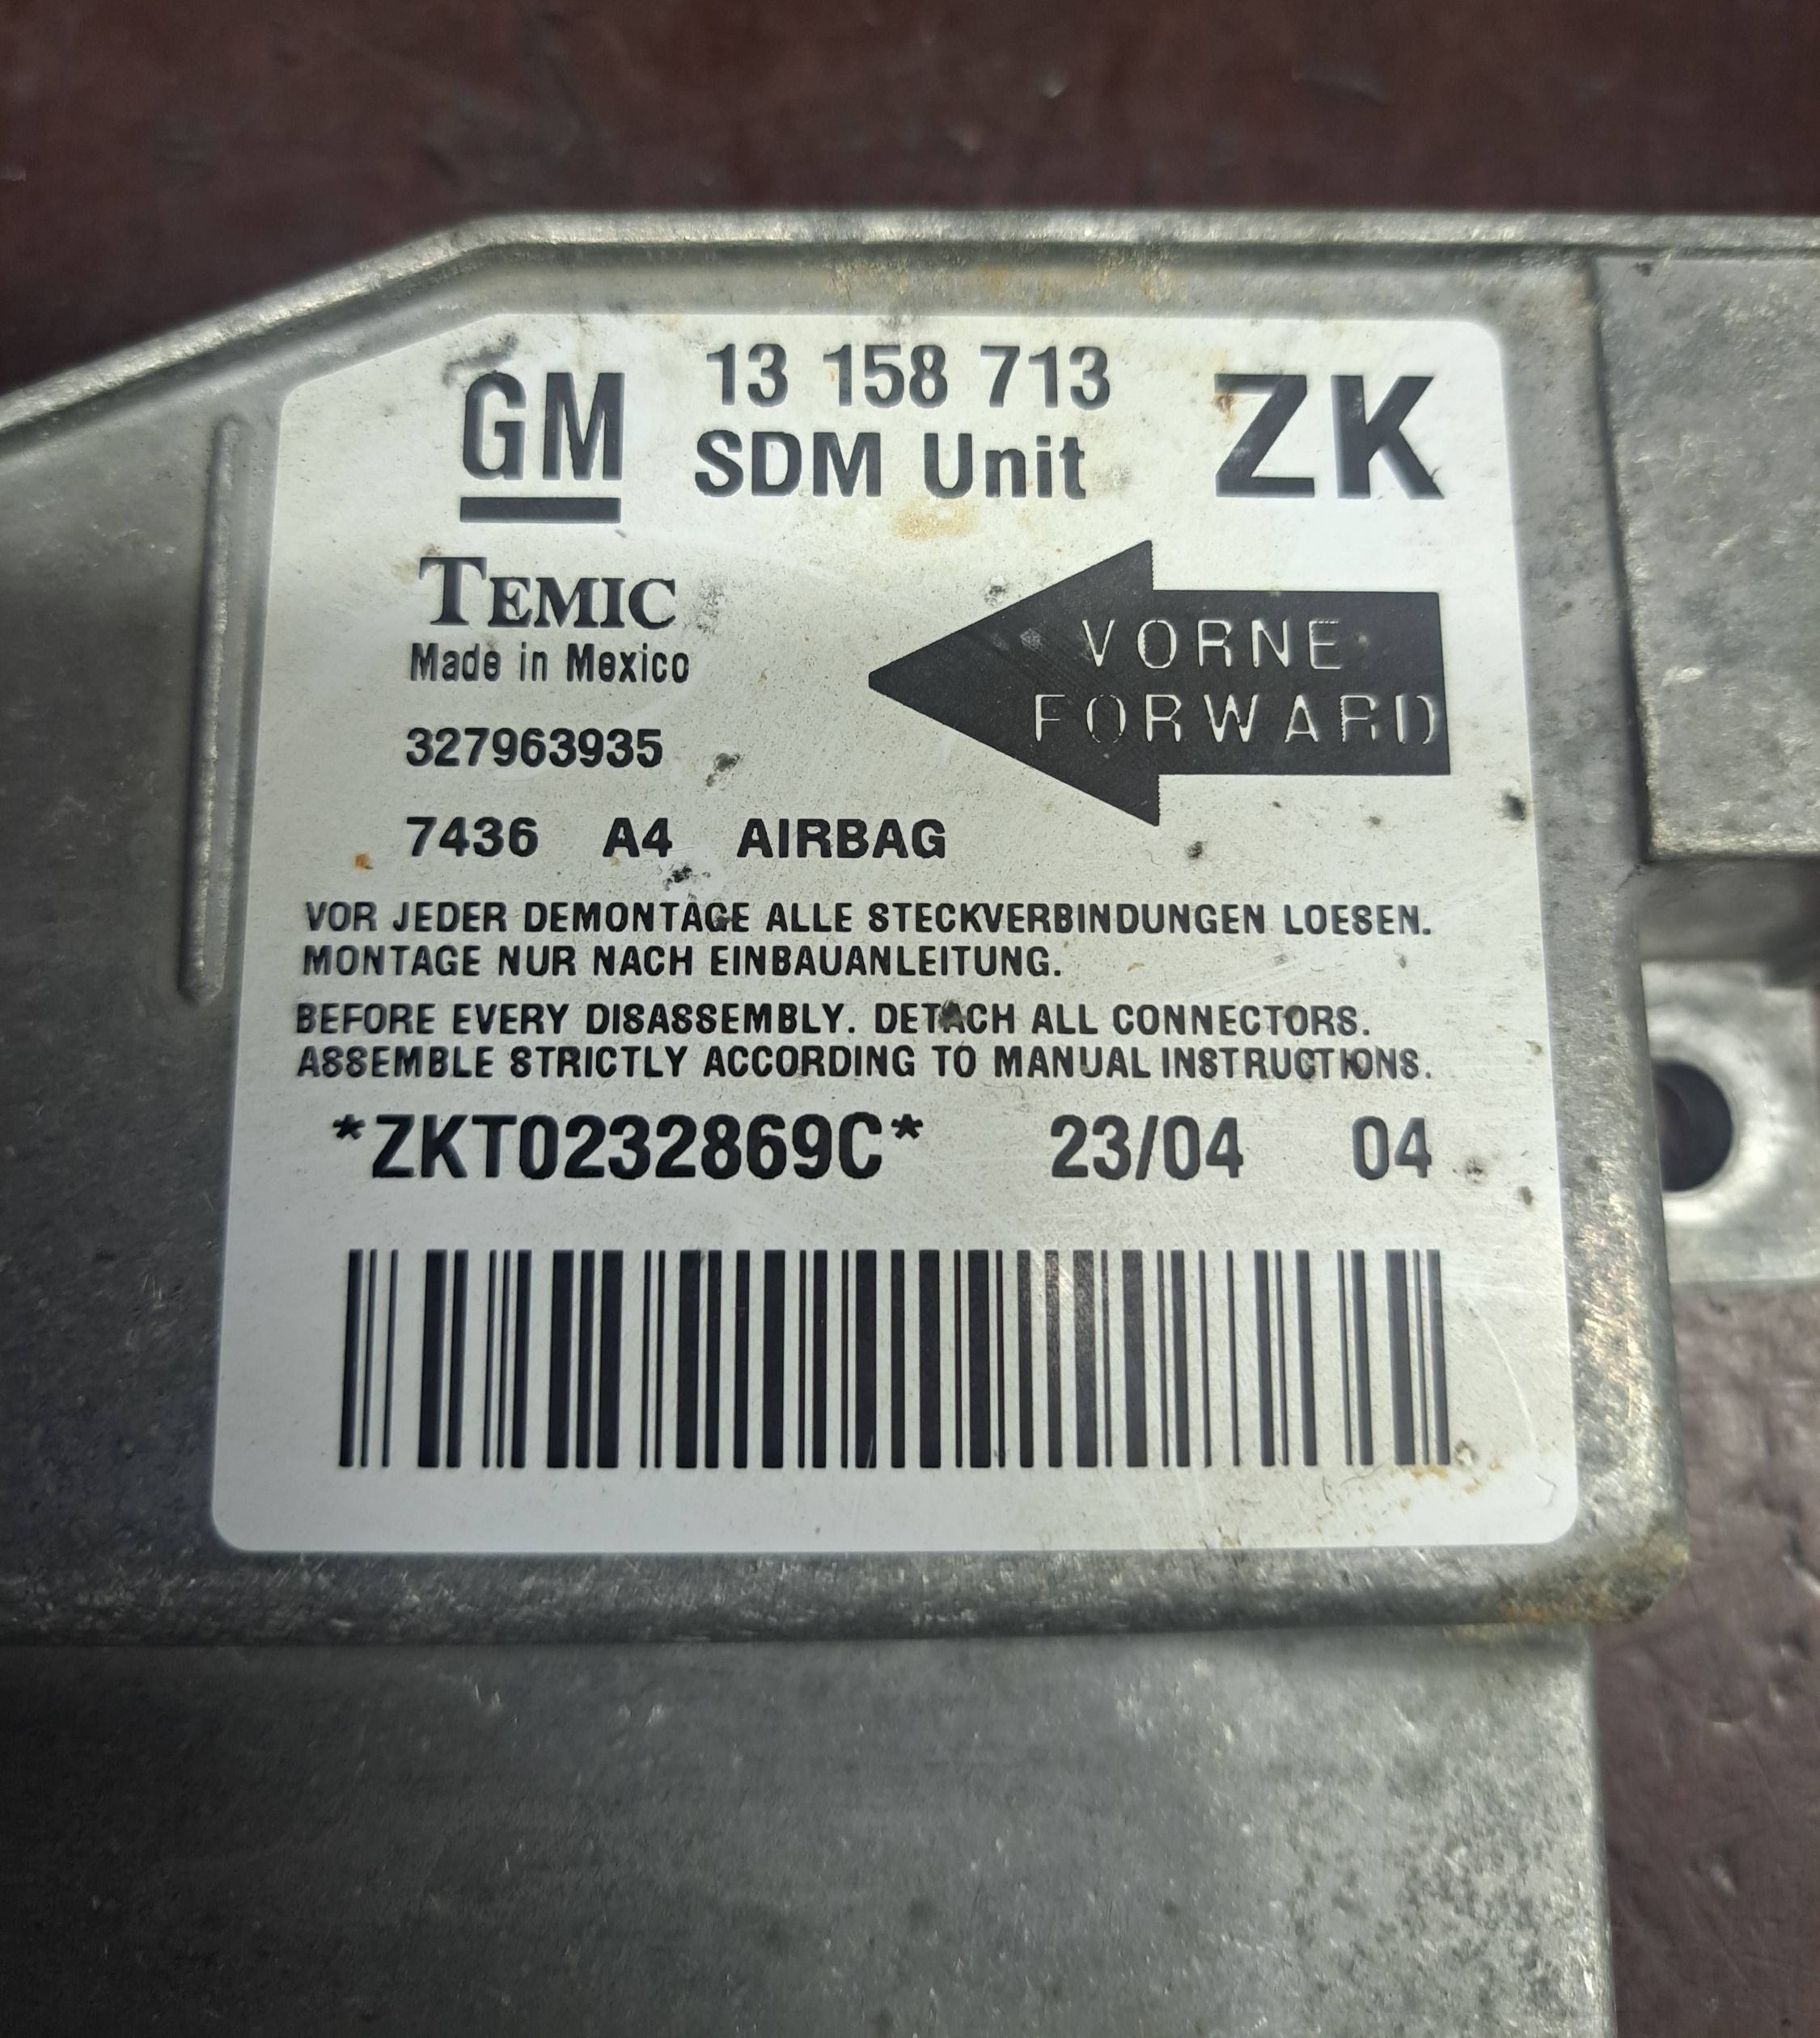 GM 13 158 713 ZK
SDM Unit
TEMIC
Made in Mexico
VORNE
FORWARD
327963935
7436 A4 AIRBAG
VOR JEDER DEMONTAGE ALLE STECKVERBINDUNGEN LOESEN.
MONTAGE NUR NACH EINBAUANLEITUNG.
BEFORE EVERY DISASSEMBLY. DETACH ALL CONNECTORS.
ASSEMBLE STRICTLY ACCORDING TO MANUAL INSTRUCTIONS.
*ZKT0232869C* 23/04 04